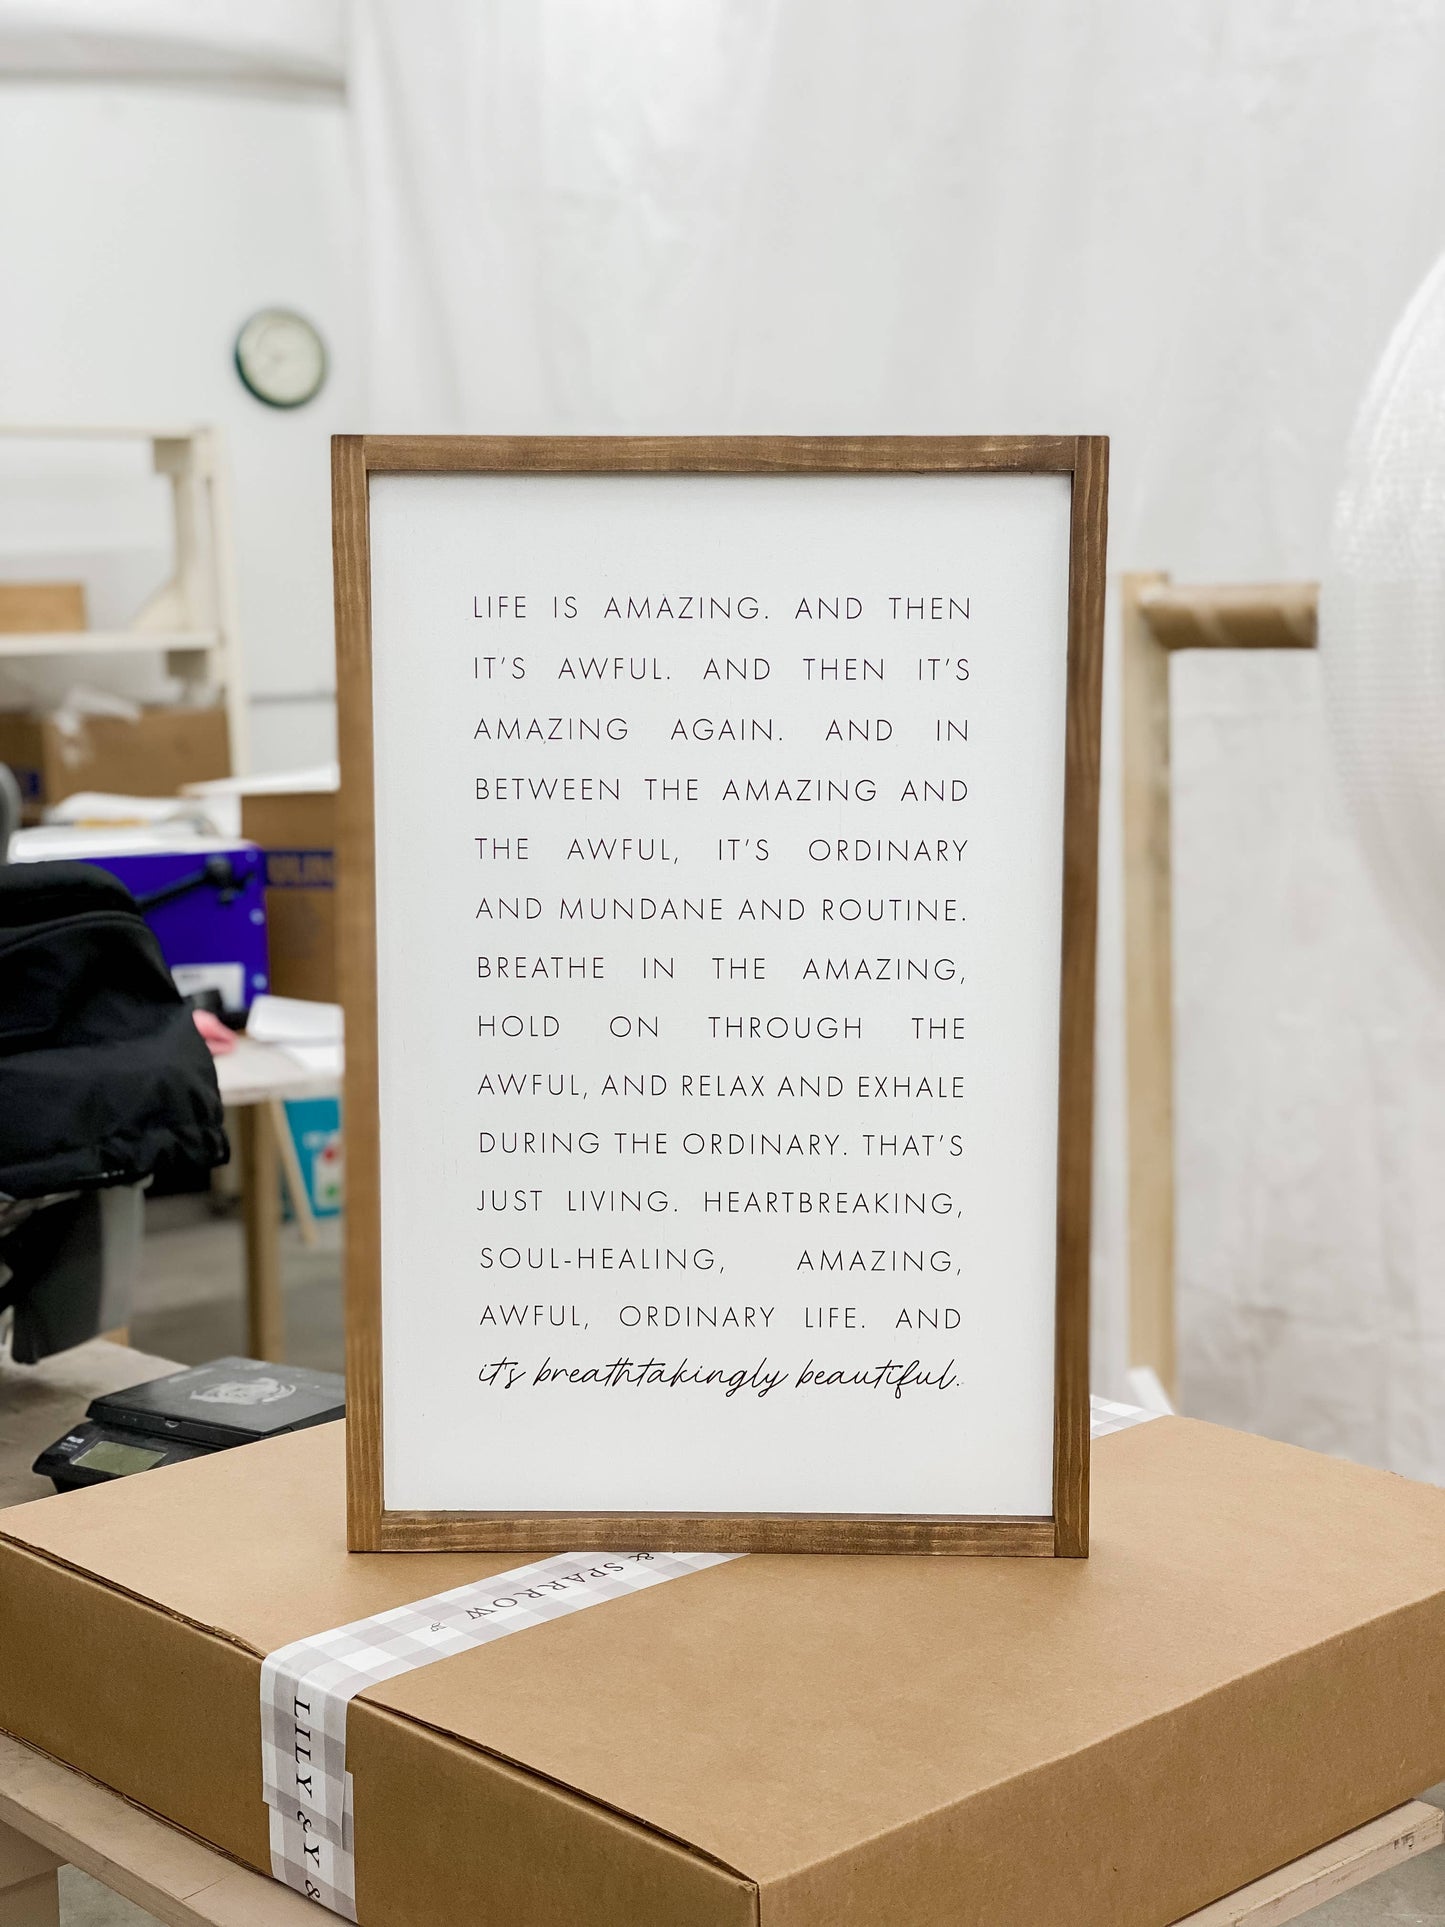 LIFE IS AMAZING. AND THEN
IT'S AWFUL. AND THEN IT'S
AMAZING AGAIN. AND IN
BETWEEN THE AMAZING AND
THE AWFUL, IT'S ORDINARY
AND MUNDANE AND ROUTINE.
BREATHE IN THE AMAZING,
HOLD ON THROUGH THE
AWFUL, AND RELAX AND EXHALE
DURING THE ORDINARY. THAT'S
JUST LIVING. HEARTBREAKING,
SOUL-HEALING, AMAZING,
AWFUL, ORDINARY LIFE. AND
it's breathtakingly beautiful.
& SPARROW
LILY &